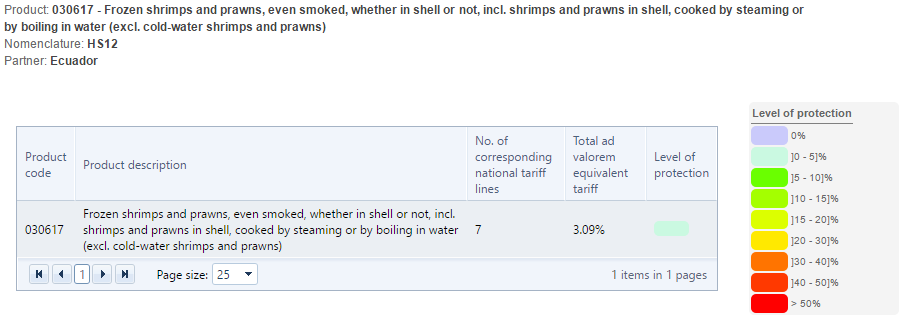 Product: 030617 - Frozen shrimps and prawns, even smoked, whether in shell or not, incl. shrimps and prawns in shell, cooked by steaming or
by boiling in water (excl. cold-water shrimps and prawns)
Nomenclature: HS12
Partner: Ecuador
Product code
Product description
No. of corresponding national tariff lines
Total ad valorem equivalent tariff
Level of protection
030617
Frozen shrimps and prawns, even smoked, whether in shell or not, incl.
shrimps and prawns in shell, cooked by steaming or by boiling in water
(excl. cold-water shrimps and prawns)
7
3.09%
1
Page size: 25
1 items in 1 pages
Level of protection
0%
]0 - 5]%
]5 - 10]%
]10 - 15]%
]15 - 20]%
]20 - 30]%
]30 - 40]%
]40 - 50]%
> 50%